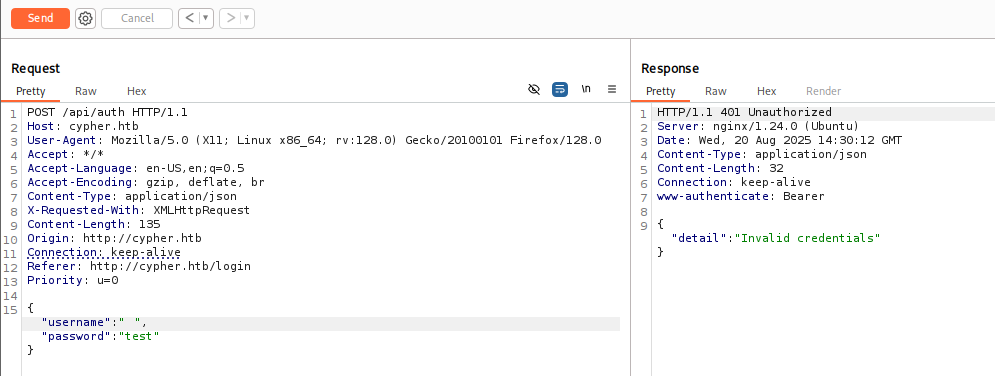 Send Cancel < >
Request
Pretty Raw Hex \n
1 POST /api/auth HTTP/1.1
2 Host: cypher.htb
3 User-Agent: Mozilla/5.0 (X11; Linux x86_64; rv:128.0) Gecko/20100101 Firefox/128.0
4 Accept: */*
5 Accept-Language: en-US,en;q=0.5
6 Accept-Encoding: gzip, deflate, br
7 Content-Type: application/json
8 X-Requested-With: XMLHttpRequest
9 Content-Length: 135
10 Origin: http://cypher.htb
11 Connection: keep-alive
12 Referer: http://cypher.htb/login
13 Priority: u=0
14
15 {
"username":" ",
"password":"test"
}
Response
Pretty Raw Hex Render
1 HTTP/1.1 401 Unauthorized
2 Server: nginx/1.24.0 (Ubuntu)
3 Date: Wed, 20 Aug 2025 14:30:12 GMT
4 Content-Type: application/json
5 Content-Length: 32
6 Connection: keep-alive
7 www-authenticate: Bearer
8
9 {
"detail":"Invalid credentials"
}